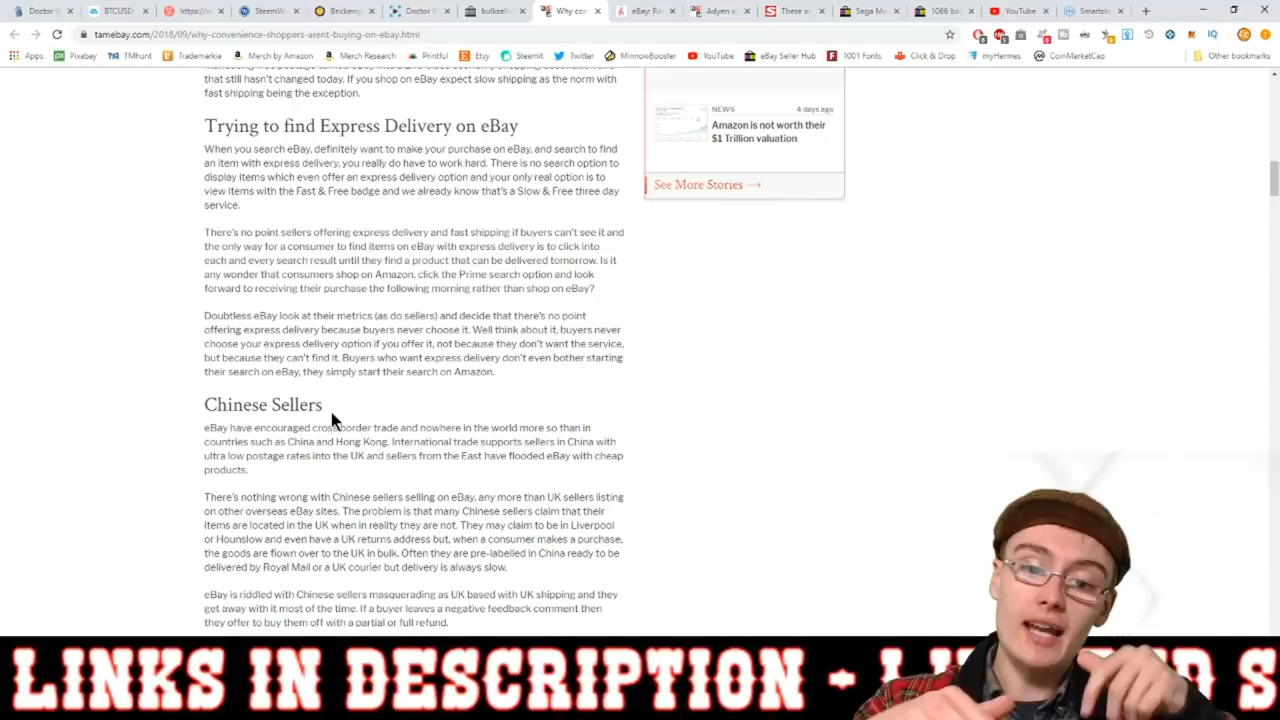 Doctor W
BTCUSD
https://s
SteemW
Brickemp
Doctor W
bulksell
Why con
eBay: Re
Adyen e
These ar
Sega Me
1066 ba
YouTube
Smartsto
tamebay.com/2018/09/why-convenience-shoppers-arent-buying-on-ebay.html
Apps
Pixabay
TMhunt
Trademarkia
Merch by Amazon
Merch Research
Printful
Etsy
Steemit
Twitter
MinnowBooster
YouTube
eBay Seller Hub
1001 Fonts
Click & Drop
myHermes
CoinMarketCap
Other bookmarks
that still hasn't changed today. If you shop on eBay expect slow shipping as the norm with
fast shipping being the exception.
Trying to find Express Delivery on eBay
When you search eBay, definitely want to make your purchase on eBay, and search to find
an item with express delivery, you really do have to work hard. There is no search option to
display items which even offer an express delivery option and your only real option is to
view items with the Fast & Free badge and we already know that's a Slow & Free three day
service.
There's no point sellers offering express delivery and fast shipping if buyers can't see it and
the only way for a consumer to find items on eBay with express delivery is to click into
each and every search result until they find a product that can be delivered tomorrow. Is it
any wonder that consumers shop on Amazon, click the Prime search option and look
forward to receiving their purchase the following morning rather than shop on eBay?
Doubtless eBay look at their metrics (as do sellers) and decide that there's no point
offering express delivery because buyers never choose it. Well think about it, buyers never
choose your express delivery option if you offer it, not because they don't want the service,
but because they can't find it. Buyers who want express delivery don't even bother starting
their search on eBay, they simply start their search on Amazon.
Chinese Sellers
eBay have encouraged cross border trade and nowhere in the world more so than in
countries such as China and Hong Kong. International trade supports sellers in China with
ultra low postage rates into the UK and sellers from the East have flooded eBay with cheap
products.
There's nothing wrong with Chinese sellers selling on eBay, any more than UK sellers listing
on other overseas eBay sites. The problem is that many Chinese sellers claim that their
items are located in the UK when in reality they are not. They may claim to be in Liverpool
or Hounslow and even have a UK returns address but, when a consumer makes a purchase,
the goods are flown over to the UK in bulk. Often they are pre-labelled in China ready to be
delivered by Royal Mail or a UK courier but delivery is always slow.
eBay is riddled with Chinese sellers masquerading as UK based with UK shipping and they
get away with it most of the time. If a buyer leaves a negative feedback comment then
they offer to buy them off with a partial or full refund.
NEWS
4 days ago
Amazon is not worth their
$1 Trillion valuation
See More Stories →
LINKS IN DESCRIPTION - L